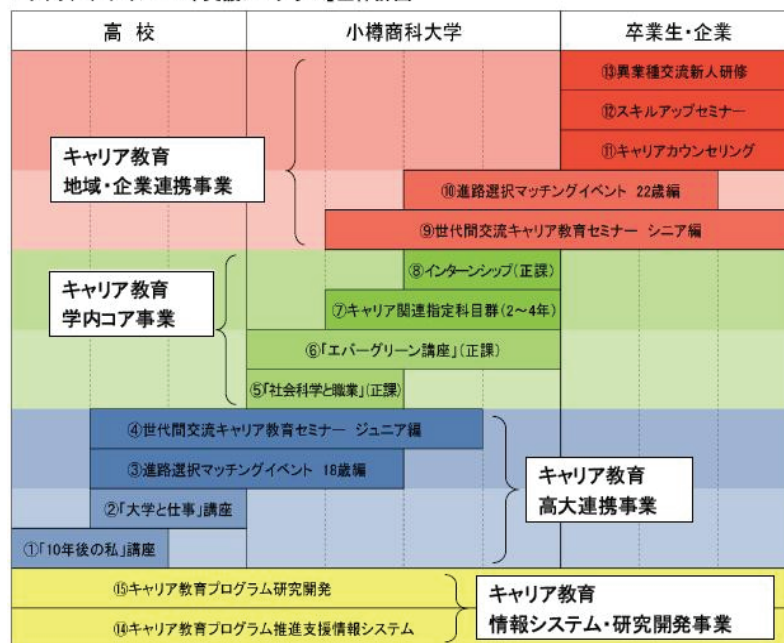 高 校
小樽商科大学
卒業生・企業
⑬異業種交流新人研修
⑫スキルアップセミナー
⑪キャリアカウンセリング
キャリア教育
地域・企業連携事業
⑩進路選択マッチングイベント 22歳編
⑨世代間交流キャリア教育セミナー シニア編
⑧インターンシップ(正課)
キャリア教育
学内コア事業
⑦キャリア関連指定科目群(2～4年)
⑥「エバーグリーン講座」(正課)
⑤「社会科学と職業」(正課)
④世代間交流キャリア教育セミナー ジュニア編
③進路選択マッチングイベント 18歳編
キャリア教育
高大連携事業
②「大学と仕事」講座
①「10年後の私」講座
⑮キャリア教育プログラム研究開発
⑭キャリア教育プログラム推進支援情報システム
キャリア教育
情報システム・研究開発事業